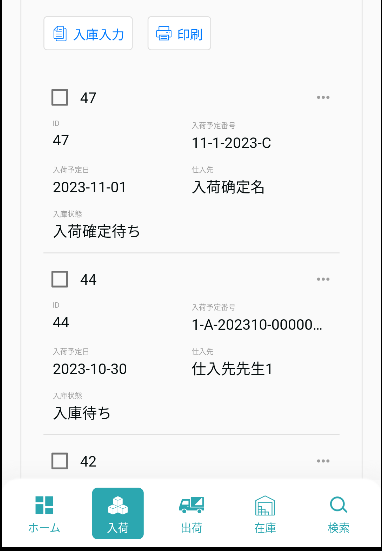 入庫入力 印刷
47
ID 入荷予定番号
47 11-1-2023-C
入荷予定日 仕入先
2023-11-01 入荷确定名
入庫状態
入荷確定待ち
44
ID 入荷予定番号
44 1-A-202310-00000...
入荷予定日 仕入先
2023-10-30 仕入先先生1
入庫状態
入庫待ち
42
ホーム 入荷 出荷 在庫 検索